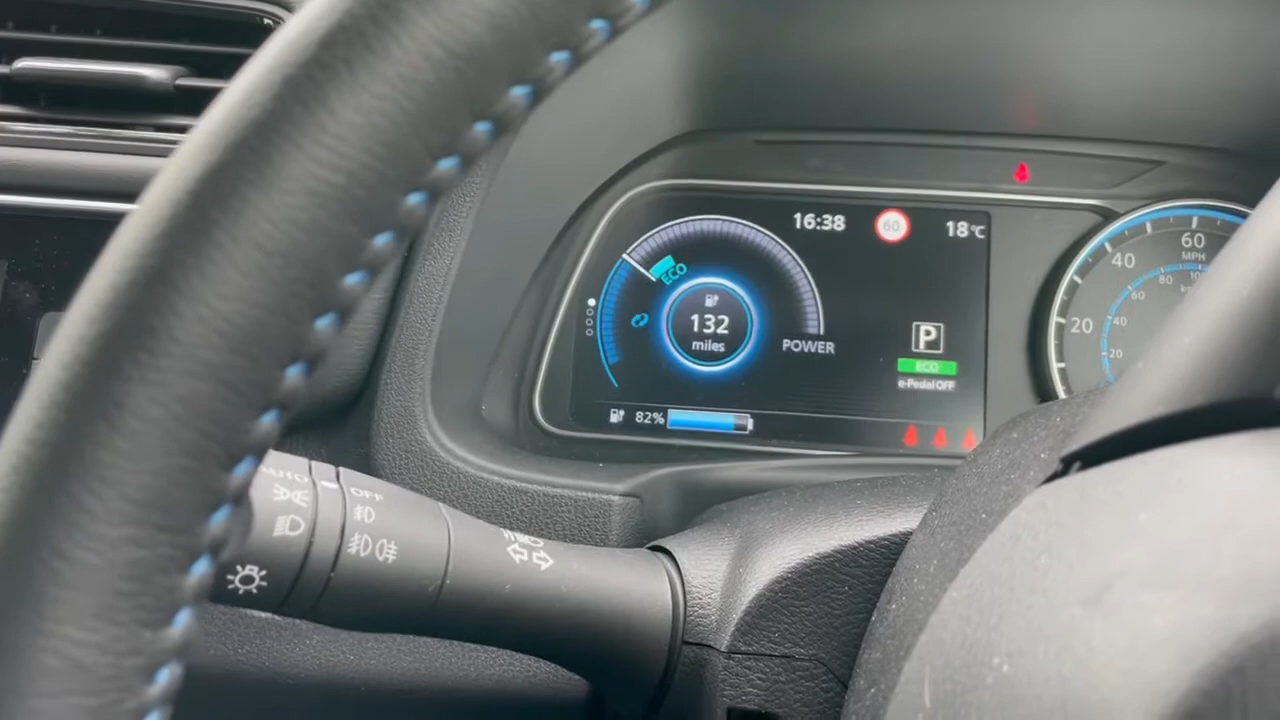 16:38
60
18°C
ECO
132
miles
POWER
P
ECO
e-Pedal OFF
82%
60
MPH
40
20
100
80
60
40
20
AUTO
OFF